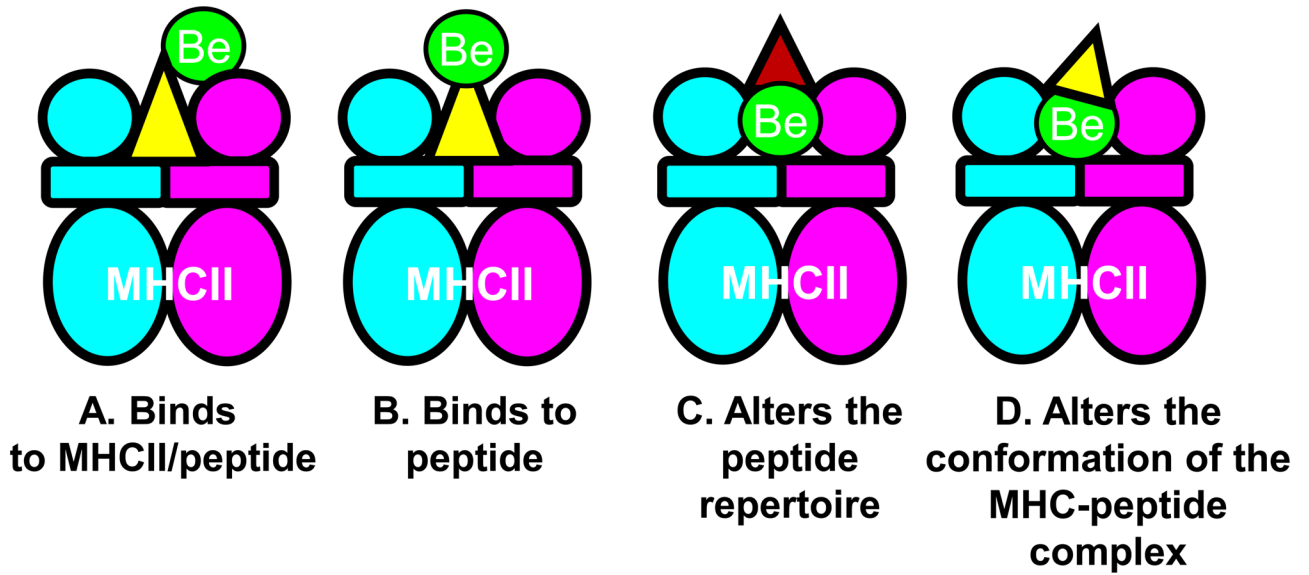 Be
Be
Be
Be
MHCII
MHCII
MHCII
MHCII
A. Binds
to MHCII/peptide
B. Binds to
peptide
C. Alters the
peptide
repertoire
D. Alters the
conformation of the
MHC-peptide
complex